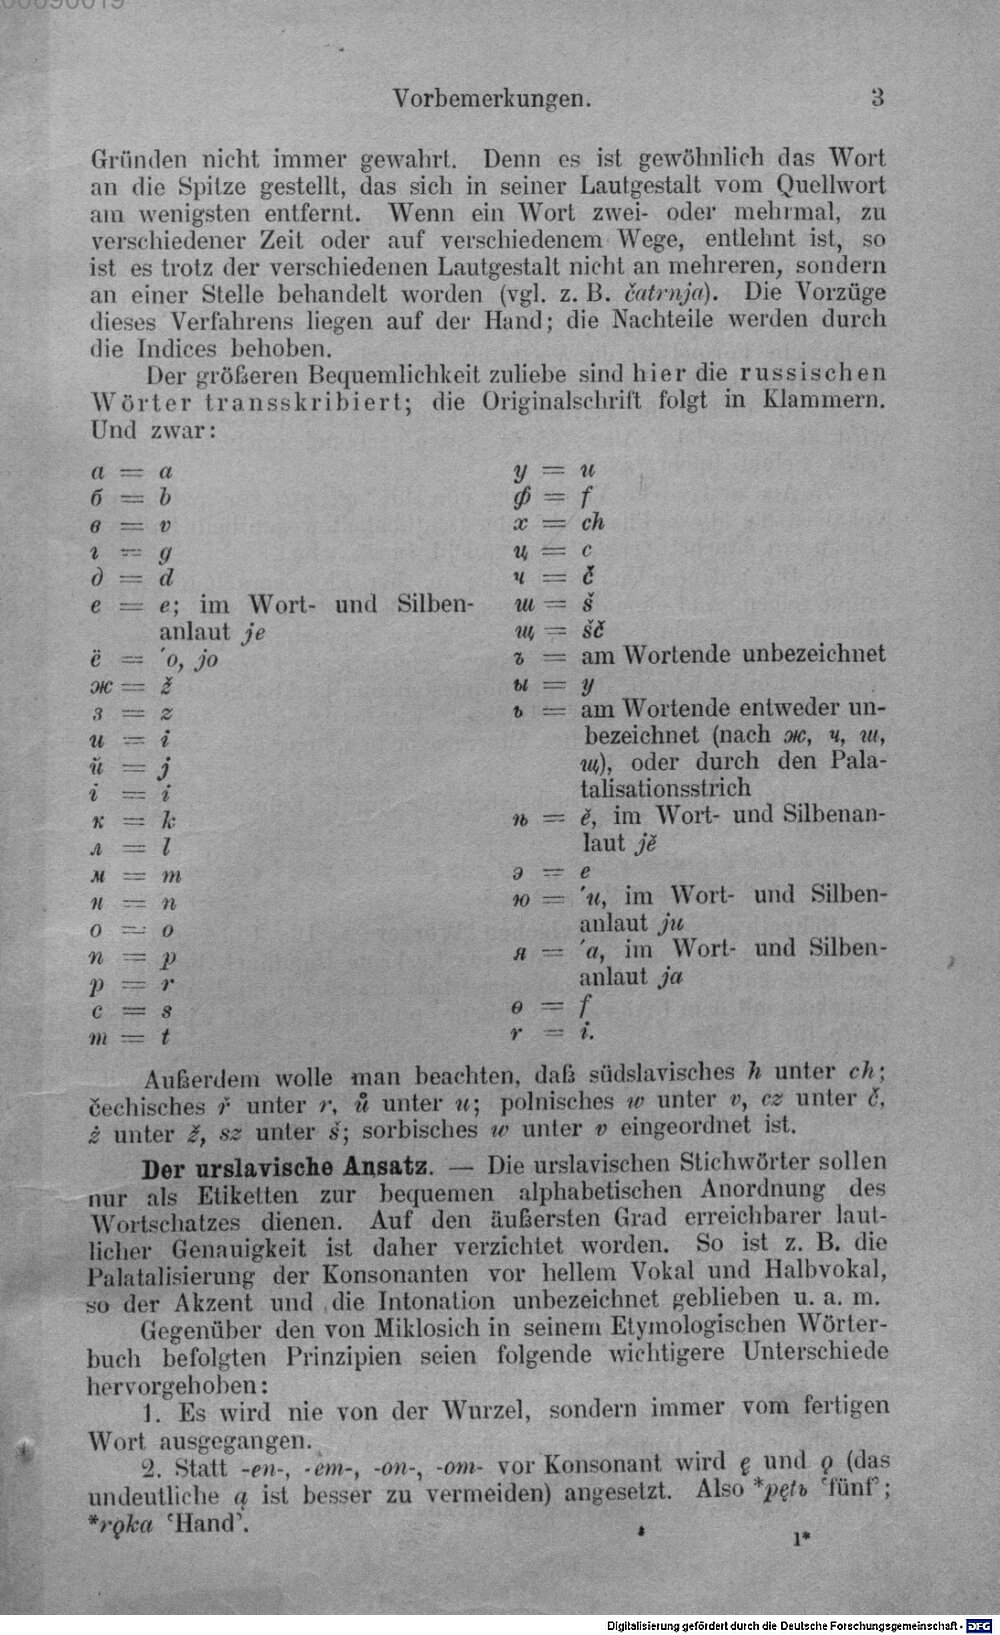 Vorbemerkungen. 3
Gründen nicht immer gewahrt. Denn es ist gewöhnlich das Wort
an die Spitze gestellt, das sich in seiner Lautgestalt vom Quellwort
am wenigsten entfernt. Wenn ein Wort zwei- oder mehrmal, zu
verschiedener Zeit oder auf verschiedenem Wege, entlehnt ist, so
ist es trotz der verschiedenen Lautgestalt nicht an mehreren, sondern
an einer Stelle behandelt worden (vgl. z. B. čatrnja). Die Vorzüge
dieses Verfahrens liegen auf der Hand; die Nachteile werden durch
die Indices behoben.
Der größeren Bequemlichkeit zuliebe sind hier die russischen
Wörter transskribiert; die Originalschrift folgt in Klammern.
Und zwar:
а = a
б = b
в = v
г = g
д = d
е = e; im Wort- und Silben-
anlaut je
ё = ´o, jo
ж = ž
з = z
и = i
й = j
і = i
к = k
л = l
м = m
н = n
о = o
п = p
р = r
с = s
т = t
у = u
ф = f
х = ch
ц = c
ч = č
ш = š
щ = šč
ъ = am Wortende unbezeichnet
ы = y
ь = am Wortende entweder un-
bezeichnet (nach ж, ч, ш,
щ), oder durch den Pala-
talisationsstrich
ѣ = ě, im Wort- und Silbenan-
laut jě
э = e
ю = ´u, im Wort- und Silben-
anlaut ju
я = ´a, im Wort- und Silben-
anlaut ja
ѳ = f
ѵ = i.
Außerdem wolle man beachten, daß südslavisches h unter ch;
čechisches ř unter r, ů unter u; polnisches w unter v, cz unter č,
ż unter ž, sz unter š; sorbisches w unter v eingeordnet ist.
Der urslavische Ansatz. — Die urslavischen Stichwörter sollen
nur als Etiketten zur bequemen alphabetischen Anordnung des
Wortschatzes dienen. Auf den äußersten Grad erreichbarer laut-
licher Genauigkeit ist daher verzichtet worden. So ist z. B. die
Palatalisierung der Konsonanten vor hellem Vokal und Halbvokal,
so der Akzent und die Intonation unbezeichnet geblieben u. a. m.
Gegenüber den von Miklosich in seinem Etymologischen Wörter-
buch befolgten Prinzipien seien folgende wichtigere Unterschiede
hervorgehoben:
1. Es wird nie von der Wurzel, sondern immer vom fertigen
Wort ausgegangen.
2. Statt -en-, -em-, -on-, -om- vor Konsonant wird ę und ǫ (das
undeutliche ą ist besser zu vermeiden) angesetzt. Also *pętь ‘fünf’;
*rǫka ‘Hand’.
1*
Digitalisierung gefördert durch die Deutsche Forschungsgemeinschaft - DFG